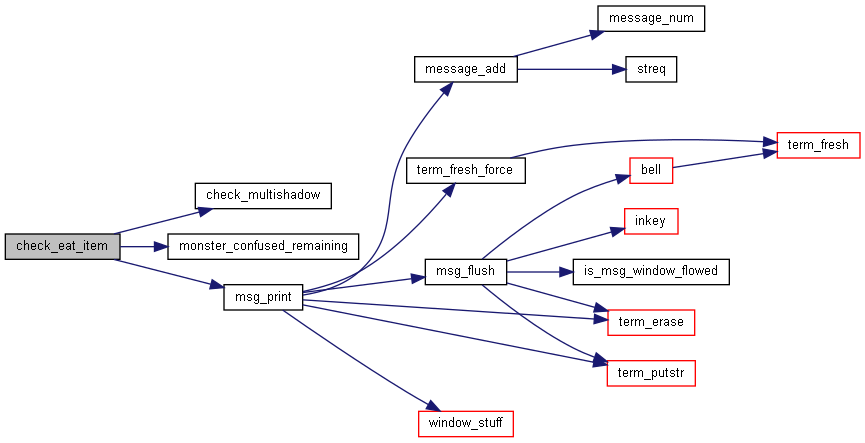 message_num
message_add
streq
term_fresh
term_fresh_force
bell
check_multishadow
inkey
check_eat_item
monster_confused_remaining
msg_flush
is_msg_window_flowed
msg_print
term_erase
term_putstr
window_stuff